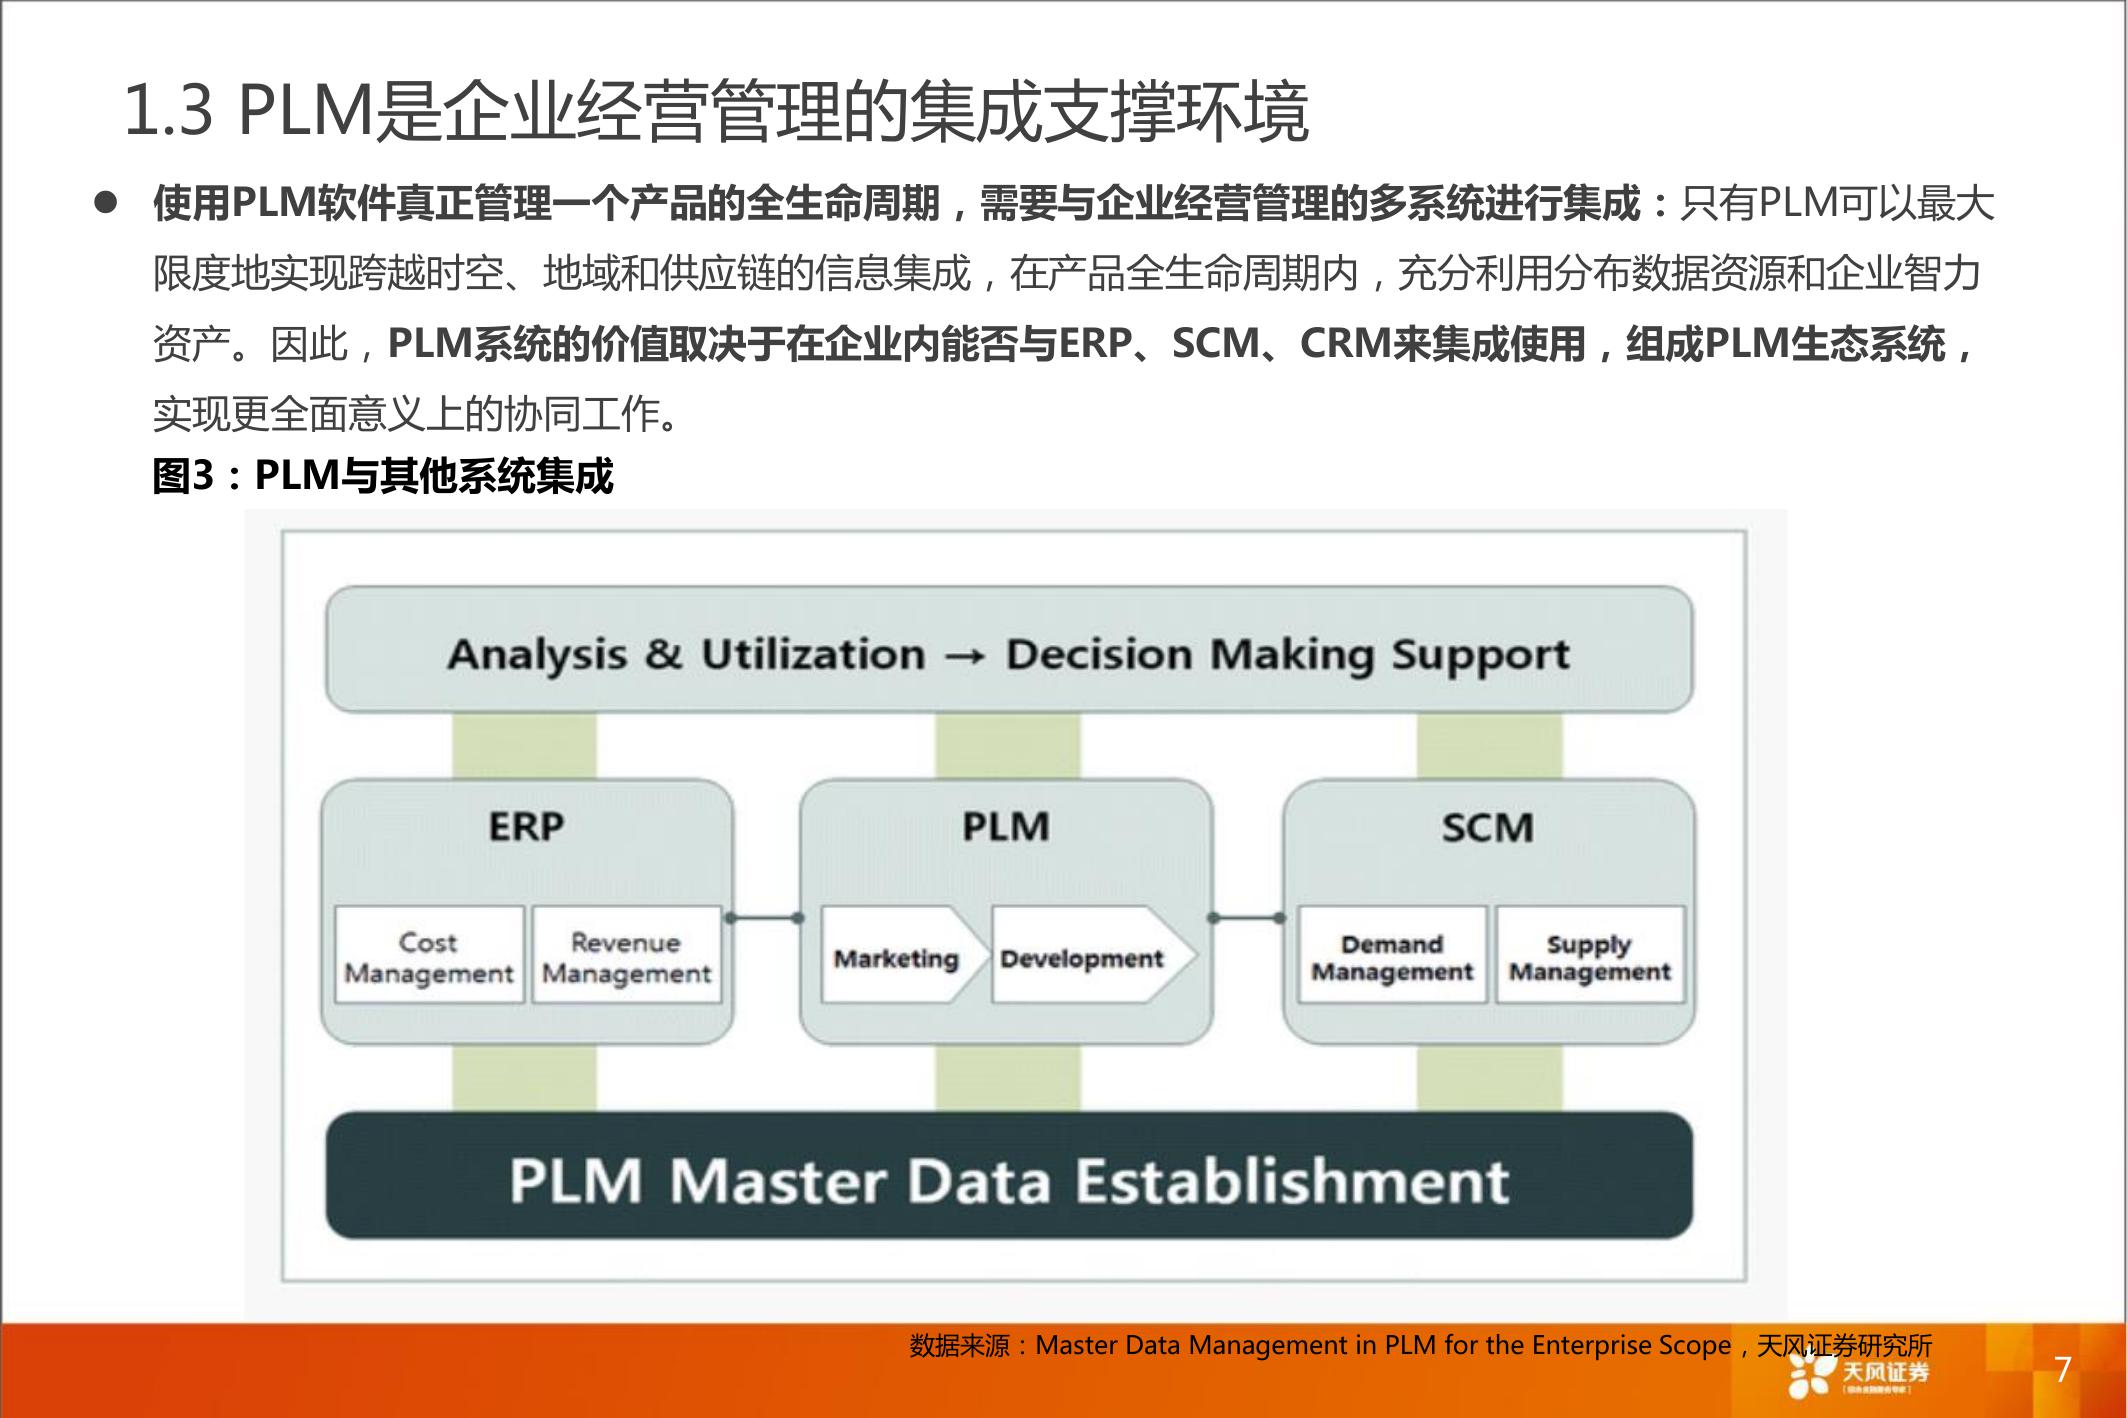 1.3 PLM是企业经营管理的集成支撑环境
● 使用PLM软件真正管理一个产品的全生命周期，需要与企业经营管理的多系统进行集成：只有PLM可以最大
限度地实现跨越时空、地域和供应链的信息集成，在产品全生命周期内，充分利用分布数据资源和企业智力
资产。因此，PLM系统的价值取决于在企业内能否与ERP、SCM、CRM来集成使用，组成PLM生态系统，
实现更全面意义上的协同工作。
图3：PLM与其他系统集成
Analysis & Utilization → Decision Making Support
ERP
Cost
Management
Revenue
Management
PLM
Marketing
Development
SCM
Demand
Management
Supply
Management
PLM Master Data Establishment
数据来源：Master Data Management in PLM for the Enterprise Scope，天风证券研究所
天风证券
7